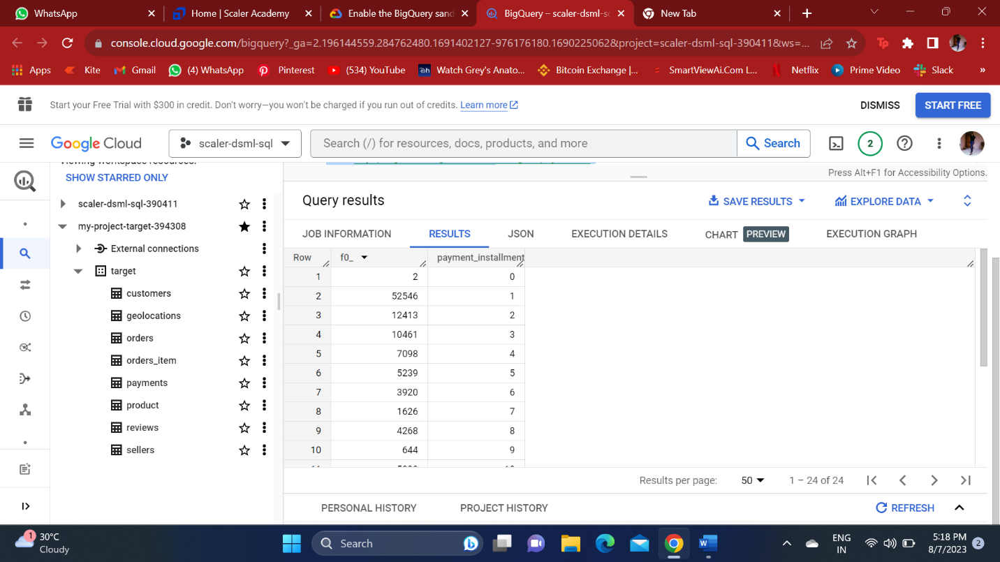 WhatsApp
Home | Scaler Academy
Enable the BigQuery sand
BigQuery – scaler-dsml-sc
New Tab
console.cloud.google.com/bigquery?_ga=2.196144559.284762480.1691402127-976176180.1690225062&project=scaler-dsml-sql-390411&ws=...
Apps Kite Gmail (4) WhatsApp Pinterest (534) YouTube Watch Grey's Anato... Bitcoin Exchange |... SmartViewAi.Com L... Netflix Prime Video Slack »
Start your Free Trial with $300 in credit. Don't worry—you won't be charged if you run out of credits. Learn more DISMISS START FREE
Google Cloud scaler-dsml-sql Search (/) for resources, docs, products, and more Search 2
Viewing workspace resources.
SHOW STARRED ONLY
scaler-dsml-sql-390411
my-project-target-394308
External connections
target
customers
geolocations
orders
orders_item
payments
product
reviews
sellers
Press Alt+F1 for Accessibility Options.
Query results SAVE RESULTS EXPLORE DATA
JOB INFORMATION RESULTS JSON EXECUTION DETAILS CHART PREVIEW EXECUTION GRAPH
Row f0_ payment_installment
1 2 0
2 52546 1
3 12413 2
4 10461 3
5 7098 4
6 5239 5
7 3920 6
8 1626 7
9 4268 8
10 644 9
Results per page: 50 1 – 24 of 24
PERSONAL HISTORY PROJECT HISTORY REFRESH
1 30°C
Cloudy
Search
ENG
IN
5:18 PM
8/7/2023
2